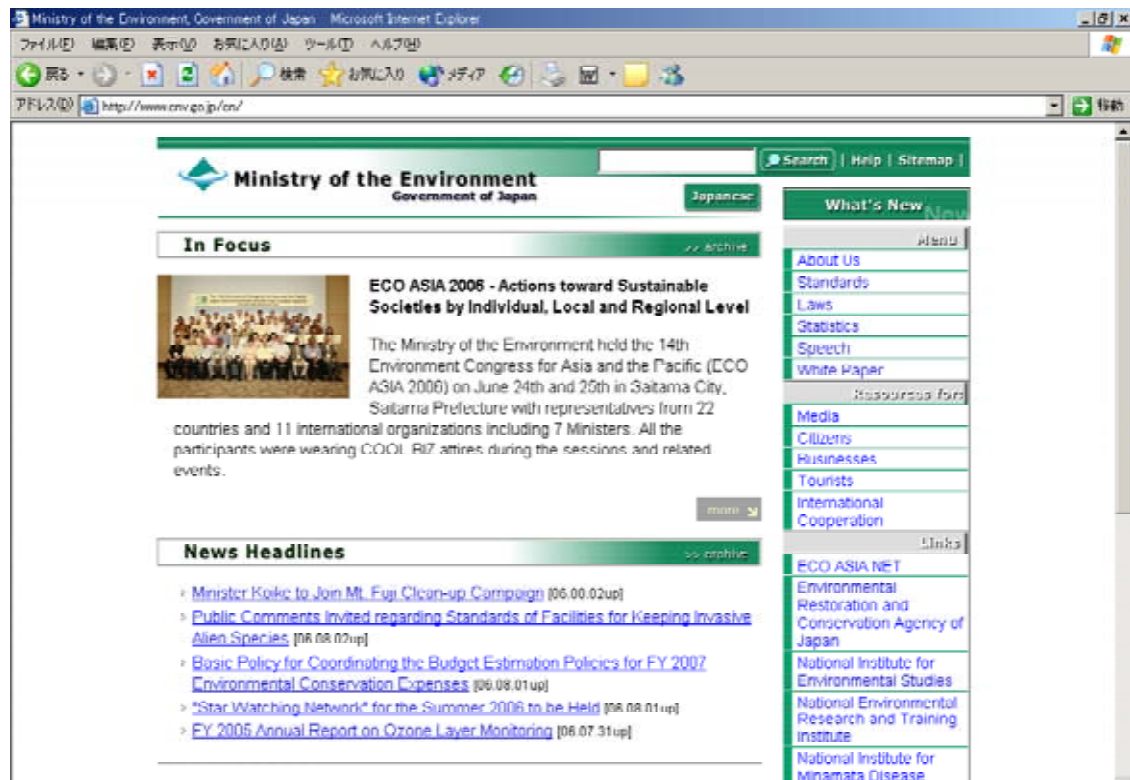 Ministry of the Environment, Government of Japan Microsoft Internet Explorer
ファイル(F) 編集(E) 表示(V) お気に入り(A) ツール(T) ヘルプ(H)
戻る 検索 お気に入り メディア
アドレス(D) http://www.env.go.jp/en/ 移動
Search | Help | Sitemap |
Ministry of the Environment
Government of Japan
Japanese
What's New
New
In Focus
>> archive
ECO ASIA 2006 - Actions toward Sustainable
Societies by Individual, Local and Regional Level
The Ministry of the Environment held the 14th
Environment Congress for Asia and the Pacific (ECO
ASIA 2006) on June 24th and 25th in Saitama City,
Saitama Prefecture with representatives from 22
countries and 11 international organizations including 7 Ministers. All the
participants were wearing COOL BIZ attires during the sessions and related
events.
more
News Headlines
>> archive
Minister Koike to Join Mt. Fuji Clean-up Campaign
Public Comments Invited regarding Standards of Facilities for Keeping Invasive
Alien Species [06.08.02up]
Basic Policy for Coordinating the Budget Estimation Policies for FY 2007
Environmental Conservation Expenses [06.08.01up]
"Star Watching Network" for the Summer 2006 to be Held [06.08.01up]
FY 2005 Annual Report on Ozone Layer Monitoring [06.07.31up]
Menu
About Us
Standards
Laws
Statistics
Speech
White Paper
Resources for:
Media
Citizens
Businesses
Tourists
International
Cooperation
Links
ECO ASIA NET
Environmental
Restoration and
Conservation Agency of
Japan
National Institute for
Environmental Studies
National Environmental
Research and Training
Institute
National Institute for
Minamata Disease